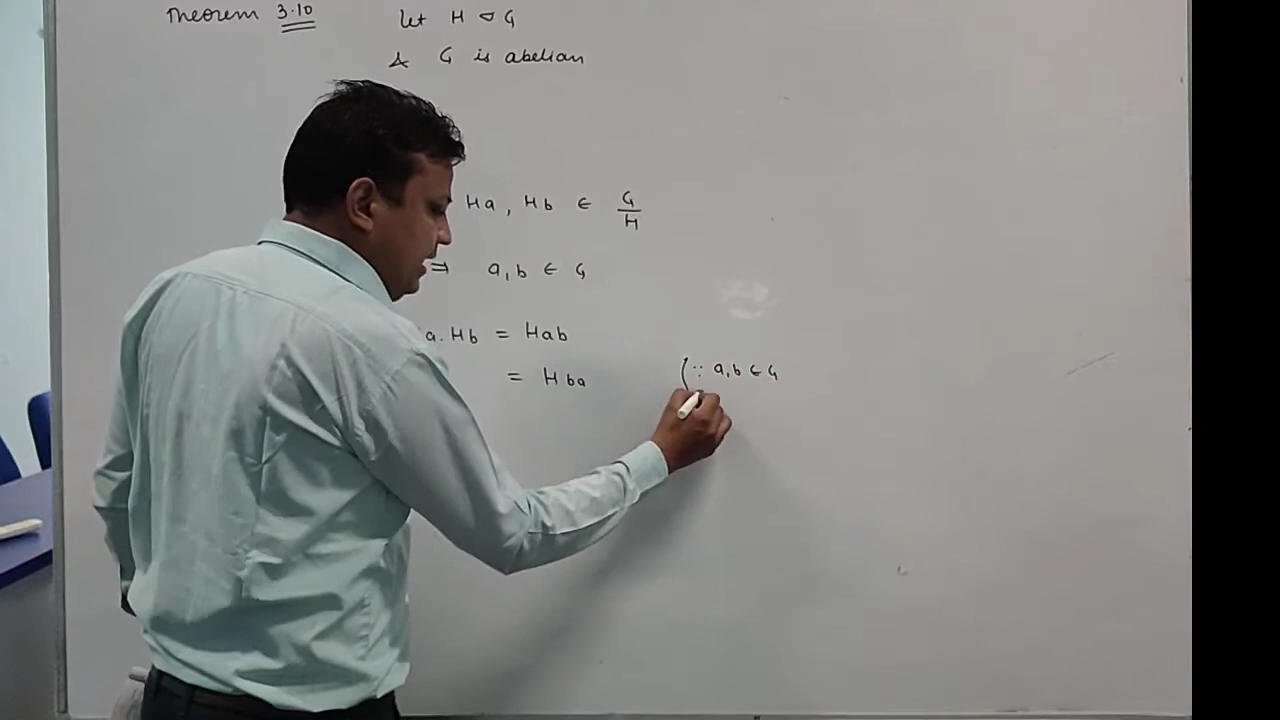 Theorem 3.10 Let H ◁ G
& G is abelian
Ha, Hb ∈ G/H
⇒ a,b ∈ G
a.Hb = Hab
= Hba (∵ a,b ∈ G